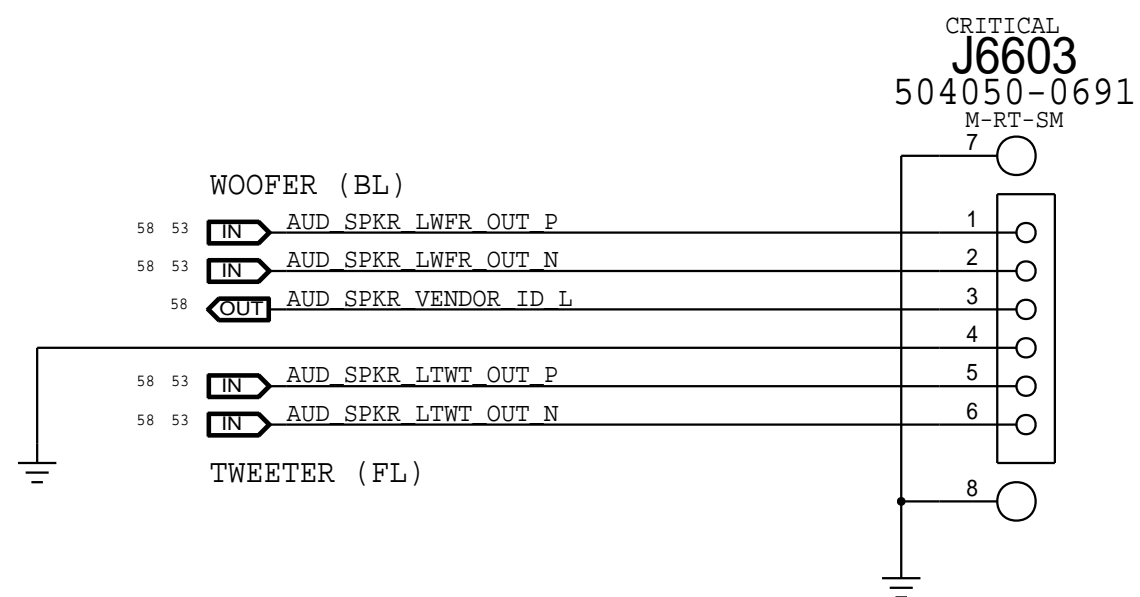 CRITICAL
J6603
504050-0691
M-RT-SM
7
WOOFER (BL)
58 53 IN AUD_SPKR_LWFR_OUT_P 1
58 53 IN AUD_SPKR_LWFR_OUT_N 2
58 OUT AUD_SPKR_VENDOR_ID_L 3
4
58 53 IN AUD_SPKR_LTWT_OUT_P 5
58 53 IN AUD_SPKR_LTWT_OUT_N 6
TWEETER (FL)
8